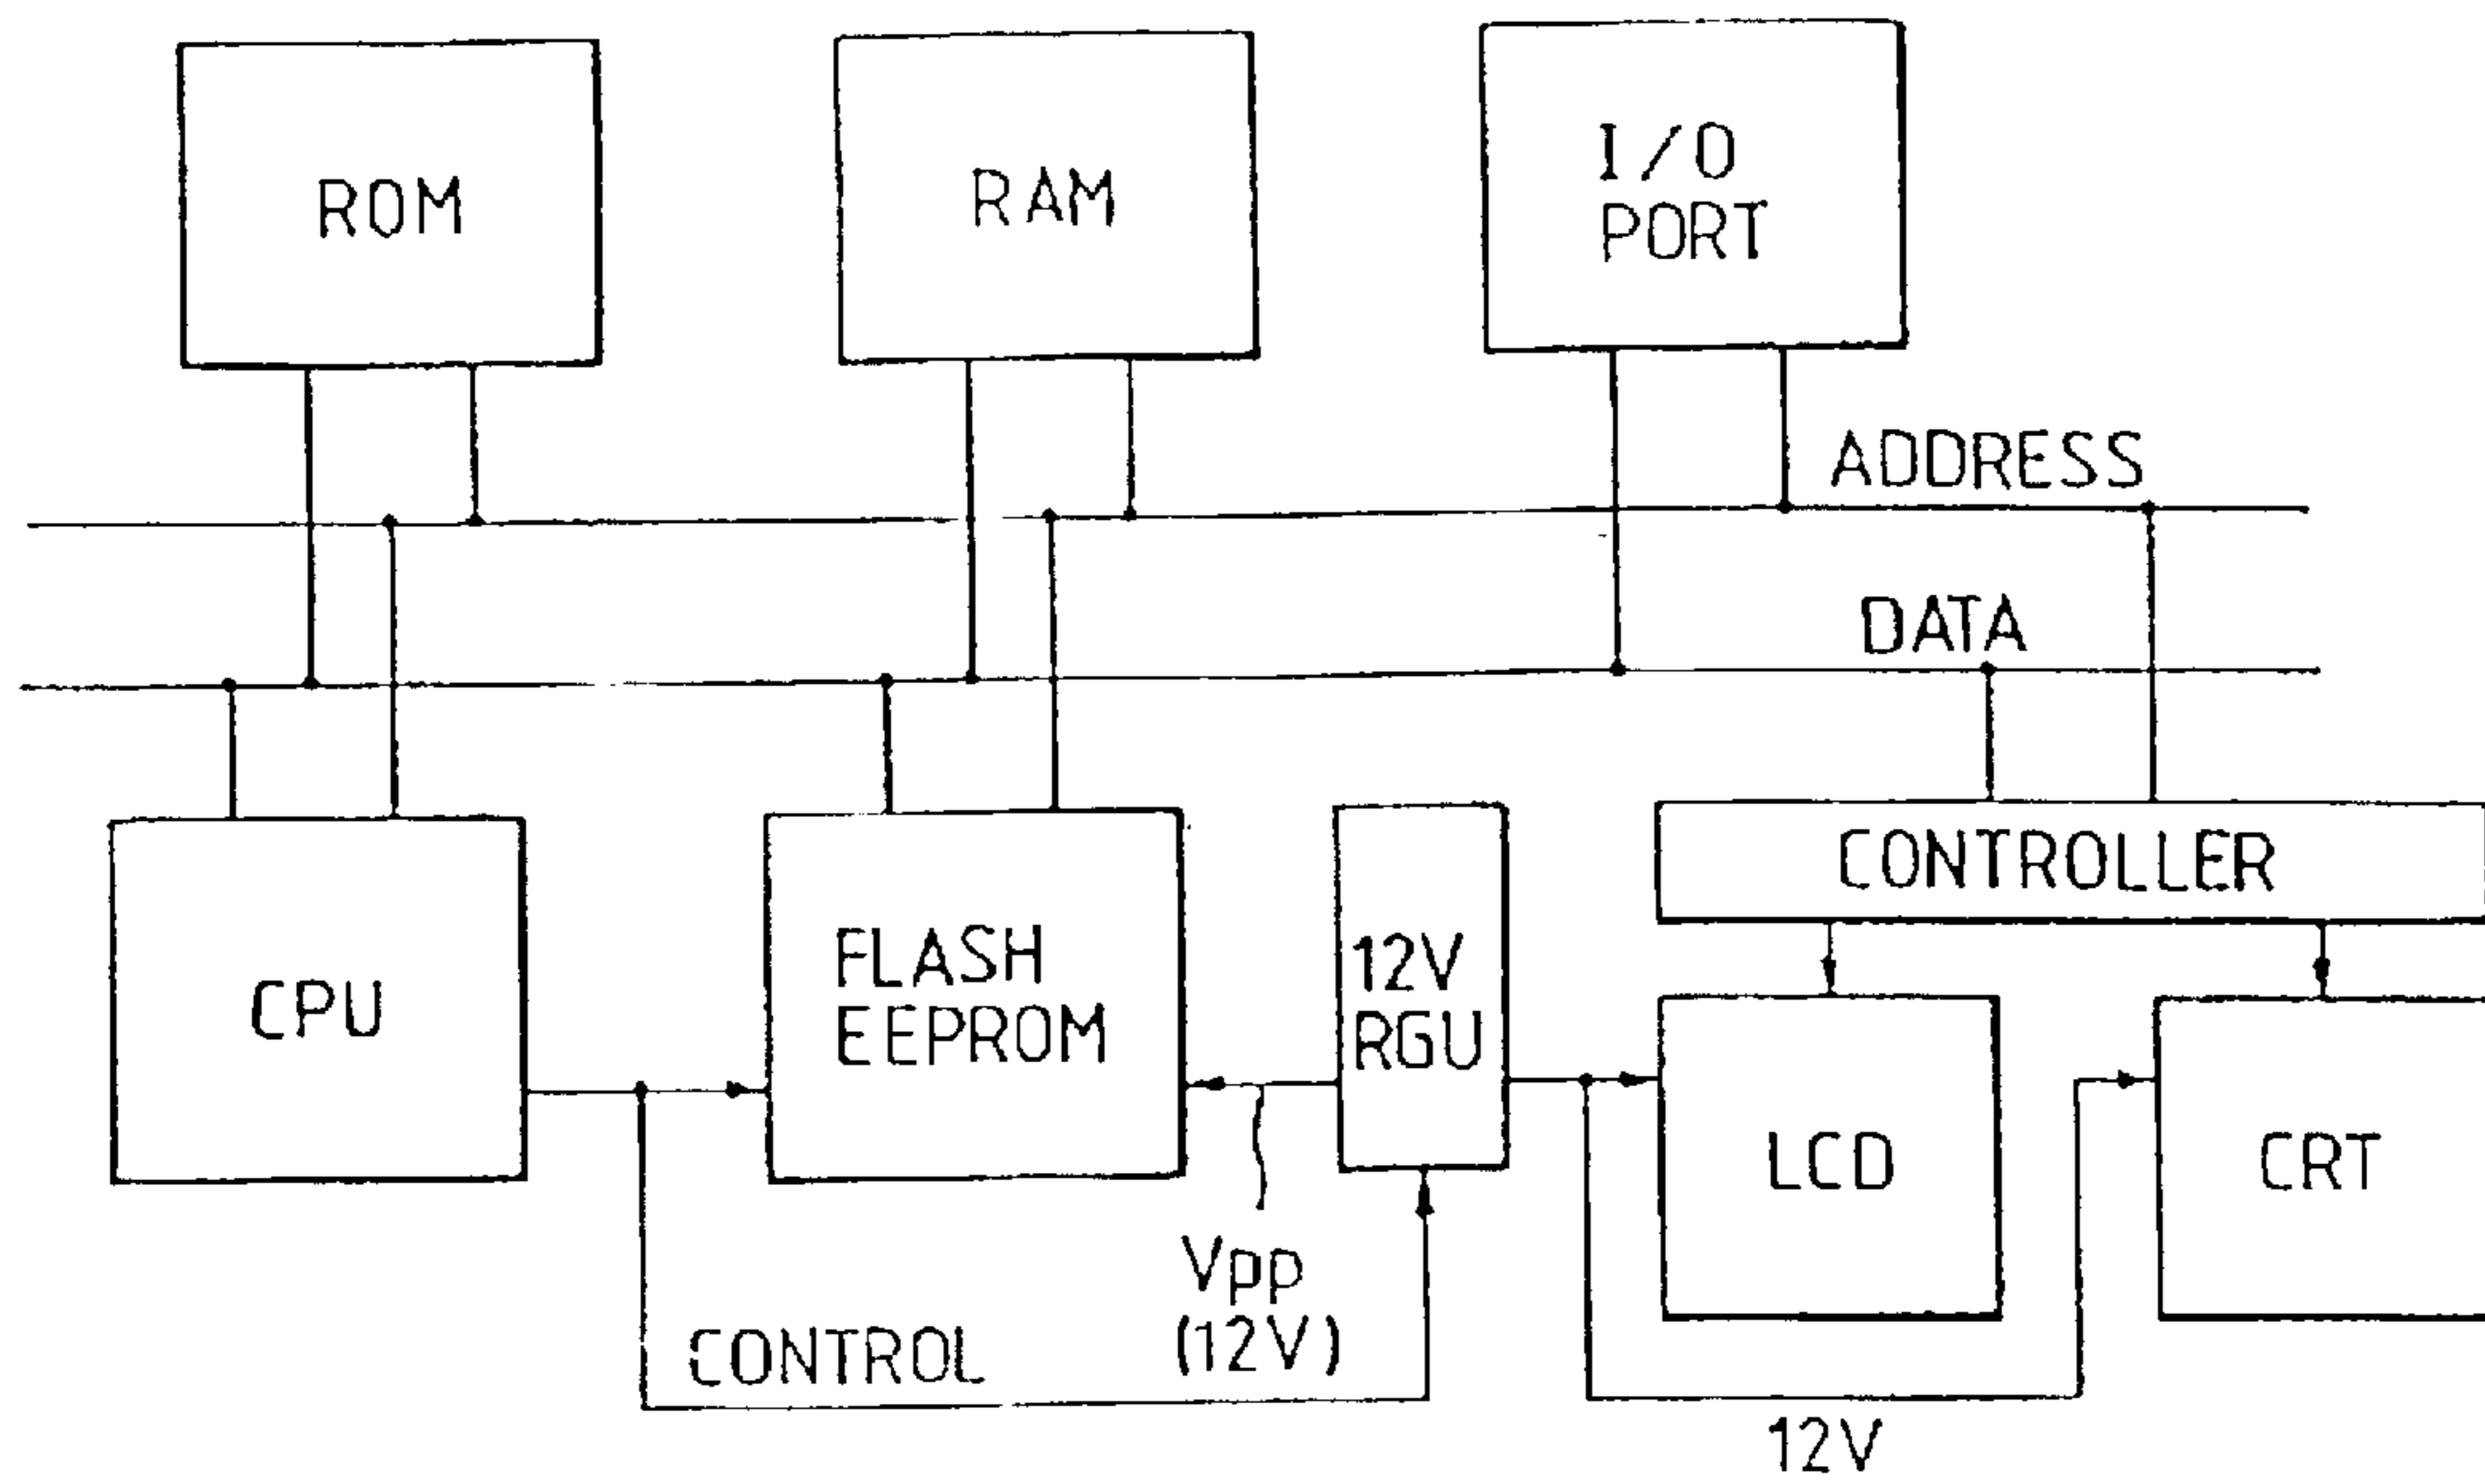 ROM
RAM
I/O
PORT
ADDRESS
DATA
CONTROLLER
CPU
FLASH
EEPROM
12V
RGU
LCD
CRT
Vpp
(12V)
CONTROL
12V